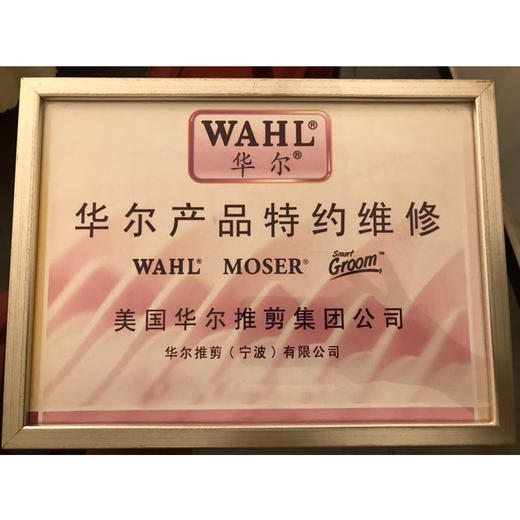 WAHL®
华尔®
华尔产品特约维修
WAHL® MOSER® Smart Groom™
美国华尔推剪集团公司
华尔推剪（宁波）有限公司